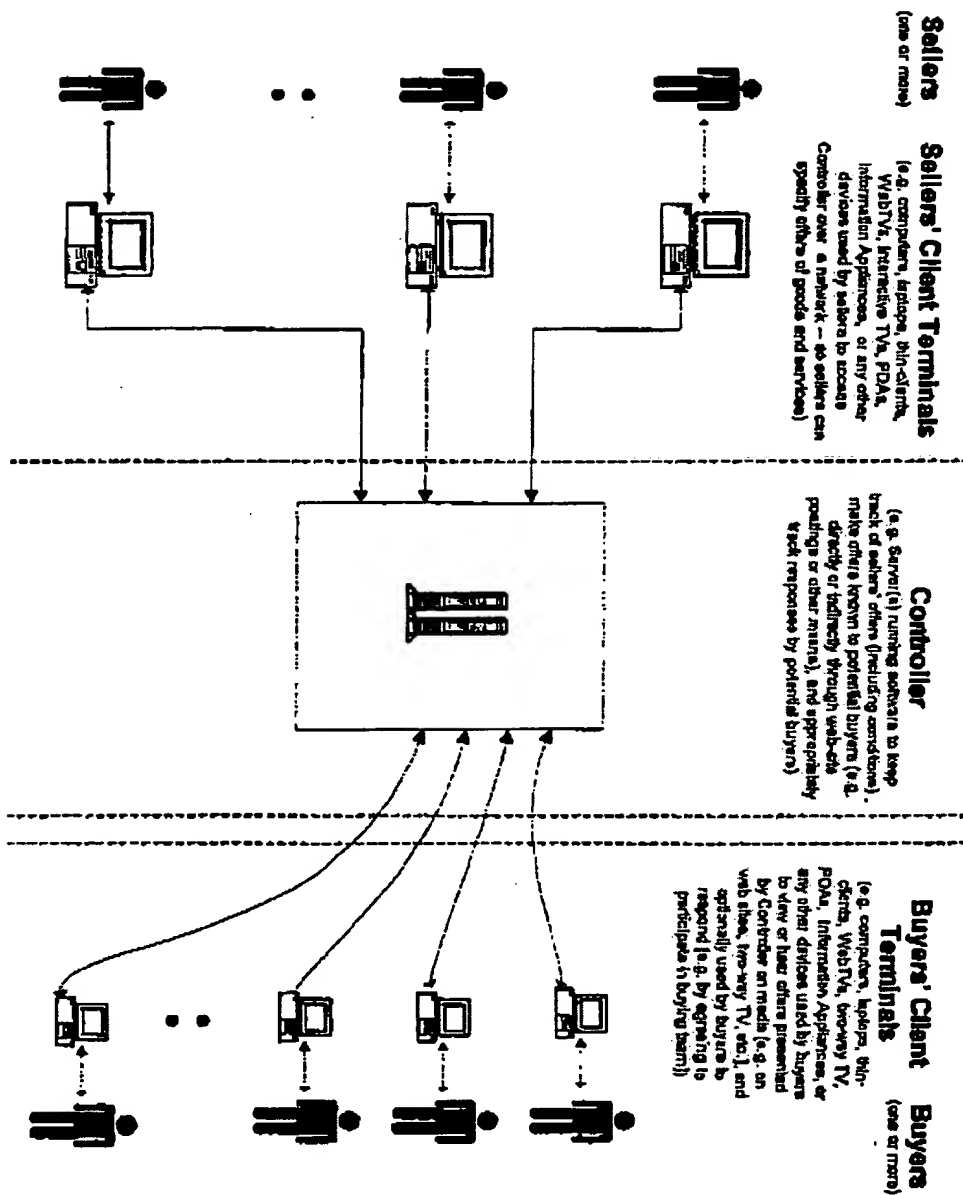 Sellers
(one or more)
Sellers' Client Terminals
(e.g. computers, laptops, thin-clients,
WebTVs, Interactive TVs, PDAs,
Information Appliances, or any other
devices used by sellers to access
Controller over a network -- so sellers can
specify offers of goods and services)
Controller
(e.g. Server(s) running software to keep
track of sellers' offers (including conditions),
make offers known to potential buyers (e.g.
directly or indirectly through web-site
postings or other means), and appropriately
track responses by potential buyers)
Buyers' Client
Terminals
(e.g. computers, laptops, thin-
clients, WebTVs, two-way TV,
PDAs, Information Appliances, or
any other devices used by buyers
to view or hear offers presented
by Controller on media [e.g. on
web sites, two-way TV, etc.], and
optionally used by buyers to
respond [e.g. by agreeing to
participate in buying team])
Buyers
(one or more)